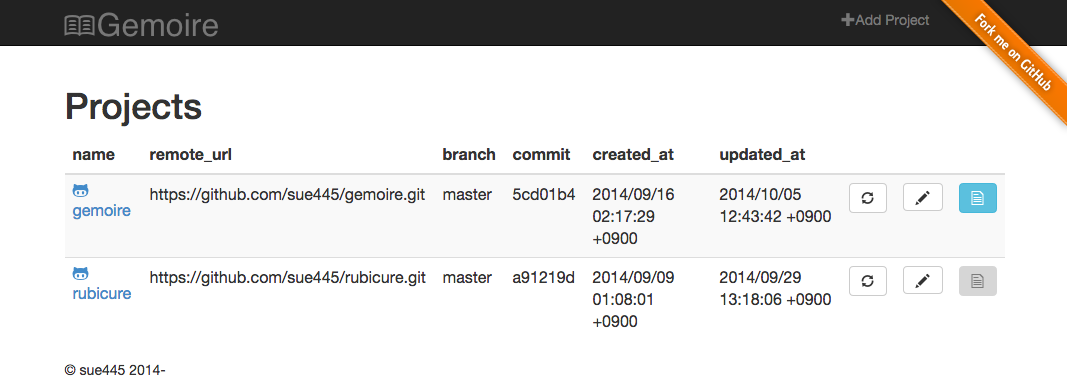 Gemoire
Add Project
Fork me on GitHub
Projects
name remote_url branch commit created_at updated_at
gemoire https://github.com/sue445/gemoire.git master 5cd01b4 2014/09/16 2014/10/05
02:17:29 12:43:42 +0900
+0900
rubicure https://github.com/sue445/rubicure.git master a91219d 2014/09/09 2014/09/29
01:08:01 13:18:06 +0900
+0900
© sue445 2014-